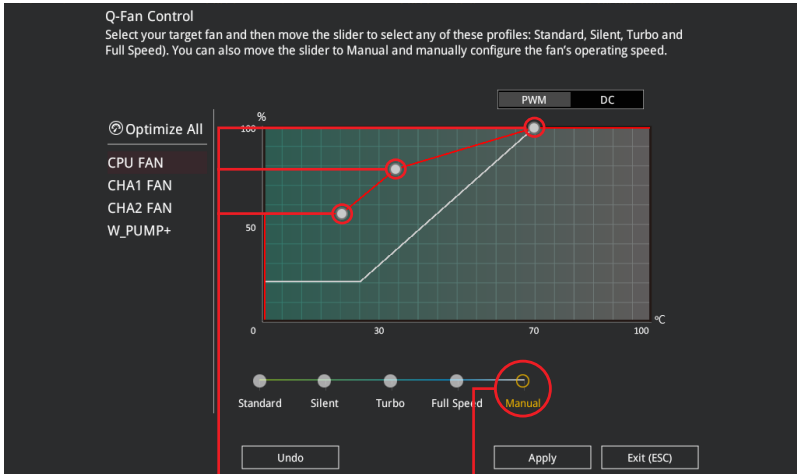 Q-Fan Control
Select your target fan and then move the slider to select any of these profiles: Standard, Silent, Turbo and
Full Speed). You can also move the slider to Manual and manually configure the fan's operating speed.
PWM DC
%
Optimize All
100
CPU FAN
CHA1 FAN
CHA2 FAN
W_PUMP+
50
ºC
0 30 70 100
Standard Silent Turbo Full Speed Manual
Undo Apply Exit (ESC)